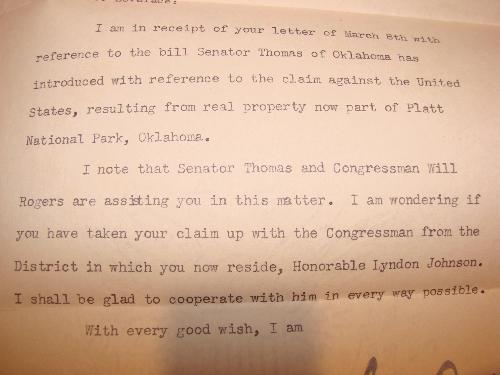 I am in receipt of your letter of March 8th with
reference to the bill Senator Thomas of Oklahoma has
introduced with reference to the claim against the United
States, resulting from real property now part of Platt
National Park, Oklahoma.
I note that Senator Thomas and Congressman Will
Rogers are assisting you in this matter. I am wondering if
you have taken your claim up with the Congressman from the
District in which you now reside, Honorable Lyndon Johnson.
I shall be glad to cooperate with him in every way possible.
With every good wish, I am